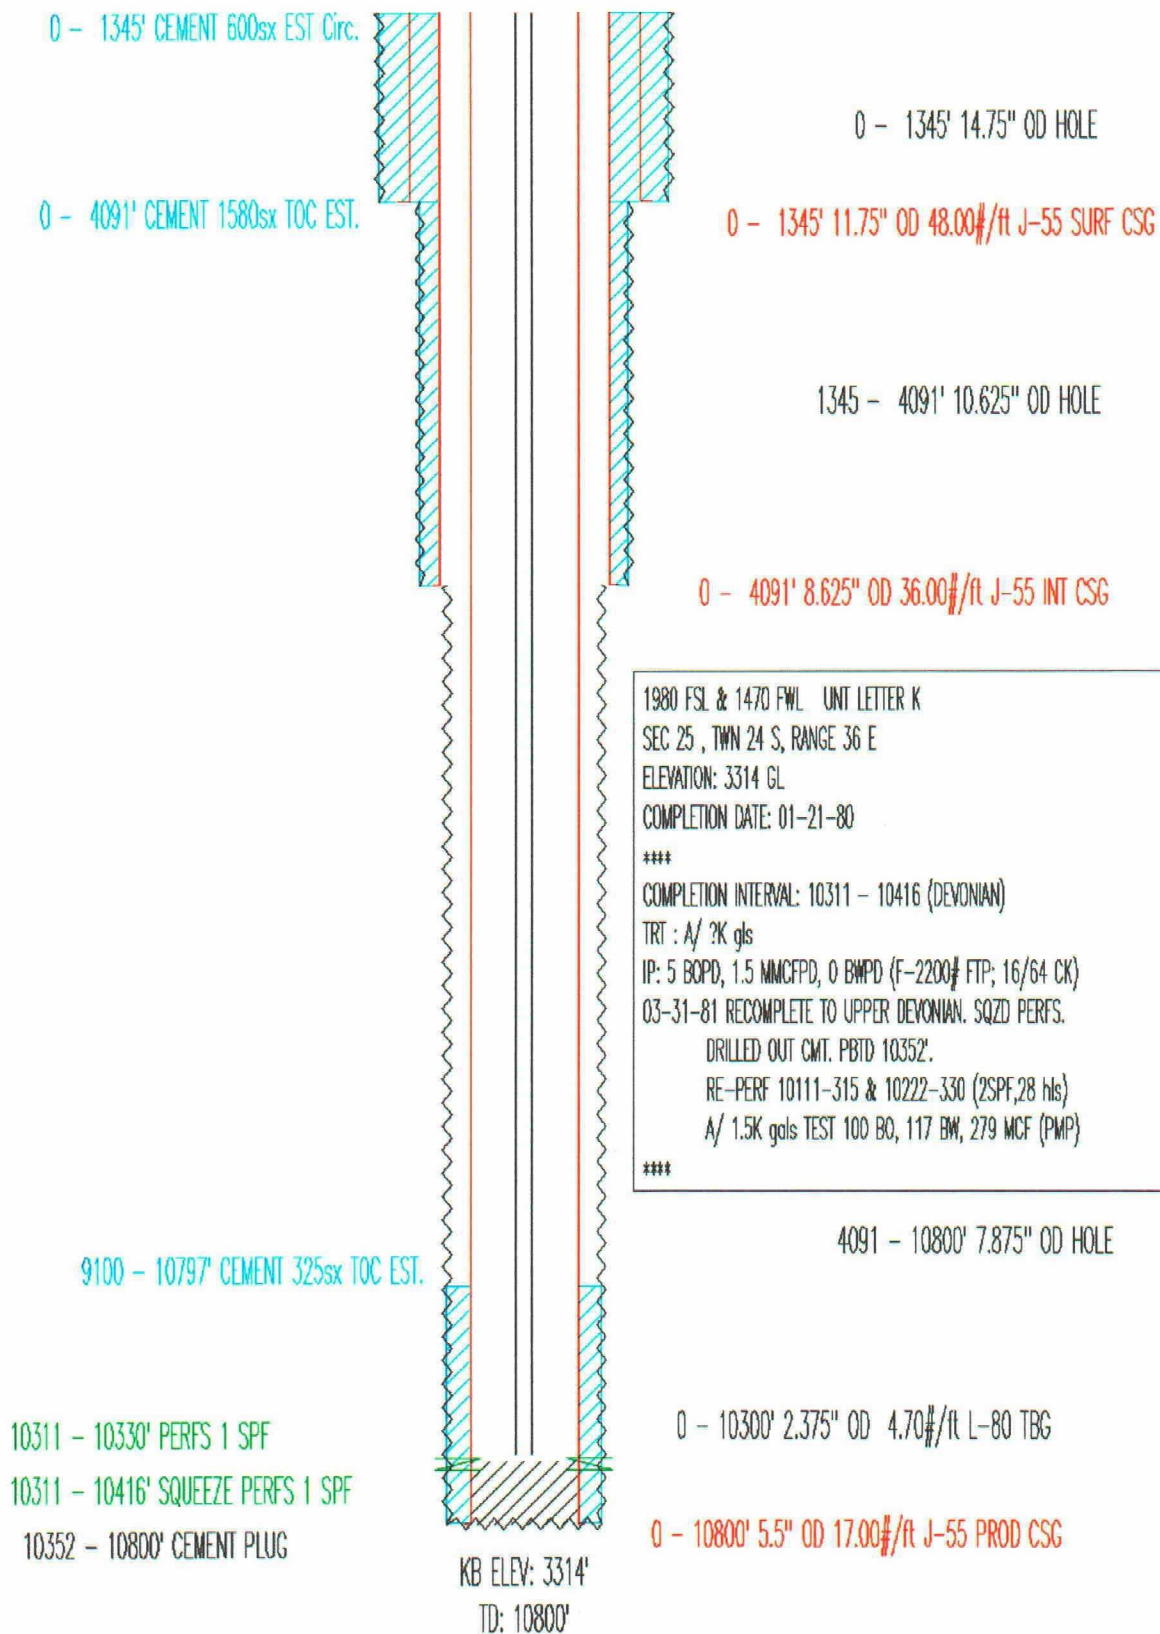 0 - 1345' CEMENT 600sx EST Circ.
0 - 1345' 14.75" OD HOLE
0 - 4091' CEMENT 1580sx TOC EST.
0 - 1345' 11.75" OD 48.00#/ft J-55 SURF CSG
1345 - 4091' 10.625" OD HOLE
0 - 4091' 8.625" OD 36.00#/ft J-55 INT CSG
1980 FSL & 1470 FWL UNT LETTER K
SEC 25 , TWN 24 S, RANGE 36 E
ELEVATION: 3314 GL
COMPLETION DATE: 01-21-80
****
COMPLETION INTERVAL: 10311 - 10416 (DEVONIAN)
TRT : A/ ?K gls
IP: 5 BOPD, 1.5 MMCFPD, 0 BWPD (F-2200# FTP; 16/64 CK)
03-31-81 RECOMPLETE TO UPPER DEVONIAN. SQZD PERFS.
DRILLED OUT CMT. PBTD 10352'.
RE-PERF 10111-315 & 10222-330 (2SPF,28 hls)
A/ 1.5K gals TEST 100 BO, 117 BW, 279 MCF (PMP)
****
4091 - 10800' 7.875" OD HOLE
9100 - 10797' CEMENT 325sx TOC EST.
0 - 10300' 2.375" OD 4.70#/ft L-80 TBG
10311 - 10330' PERFS 1 SPF
10311 - 10416' SQUEEZE PERFS 1 SPF
10352 - 10800' CEMENT PLUG
0 - 10800' 5.5" OD 17.00#/ft J-55 PROD CSG
KB ELEV: 3314'
TD: 10800'